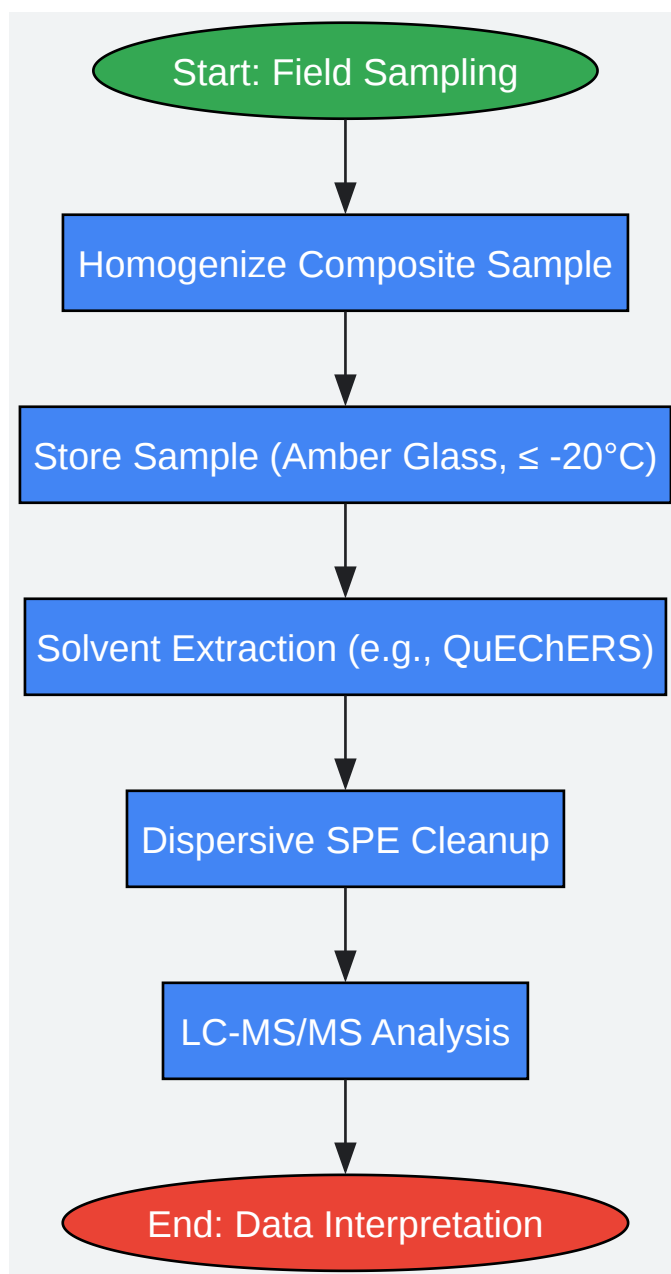 Start: Field Sampling
Homogenize Composite Sample
Store Sample (Amber Glass, ≤ -20°C)
Solvent Extraction (e.g., QuEChERS)
Dispersive SPE Cleanup
LC-MS/MS Analysis
End: Data Interpretation